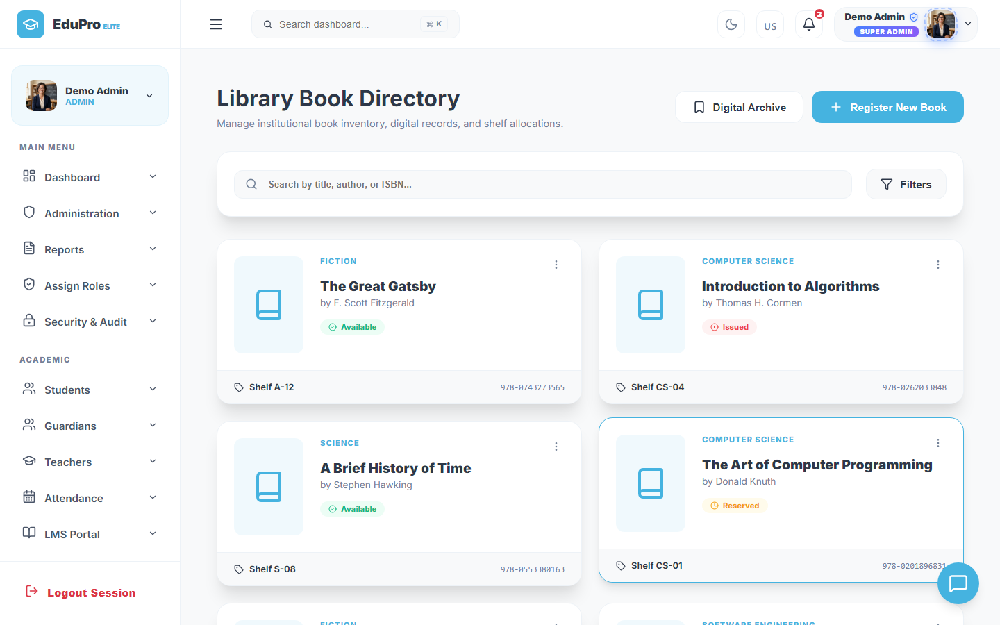 EduPro ELITE
Search dashboard...
⌘ K
US
2
Demo Admin
SUPER ADMIN
Demo Admin
ADMIN
MAIN MENU
Dashboard
Administration
Reports
Assign Roles
Security & Audit
ACADEMIC
Students
Guardians
Teachers
Attendance
LMS Portal
Logout Session
Library Book Directory
Manage institutional book inventory, digital records, and shelf allocations.
Digital Archive
Register New Book
Search by title, author, or ISBN...
Filters
FICTION
The Great Gatsby
by F. Scott Fitzgerald
Available
Shelf A-12
978-0743273565
COMPUTER SCIENCE
Introduction to Algorithms
by Thomas H. Cormen
Issued
Shelf CS-04
978-0262033848
SCIENCE
A Brief History of Time
by Stephen Hawking
Available
Shelf S-08
978-0553380163
COMPUTER SCIENCE
The Art of Computer Programming
by Donald Knuth
Reserved
Shelf CS-01
978-0201896831
FICTION
SOFTWARE ENGINEERING